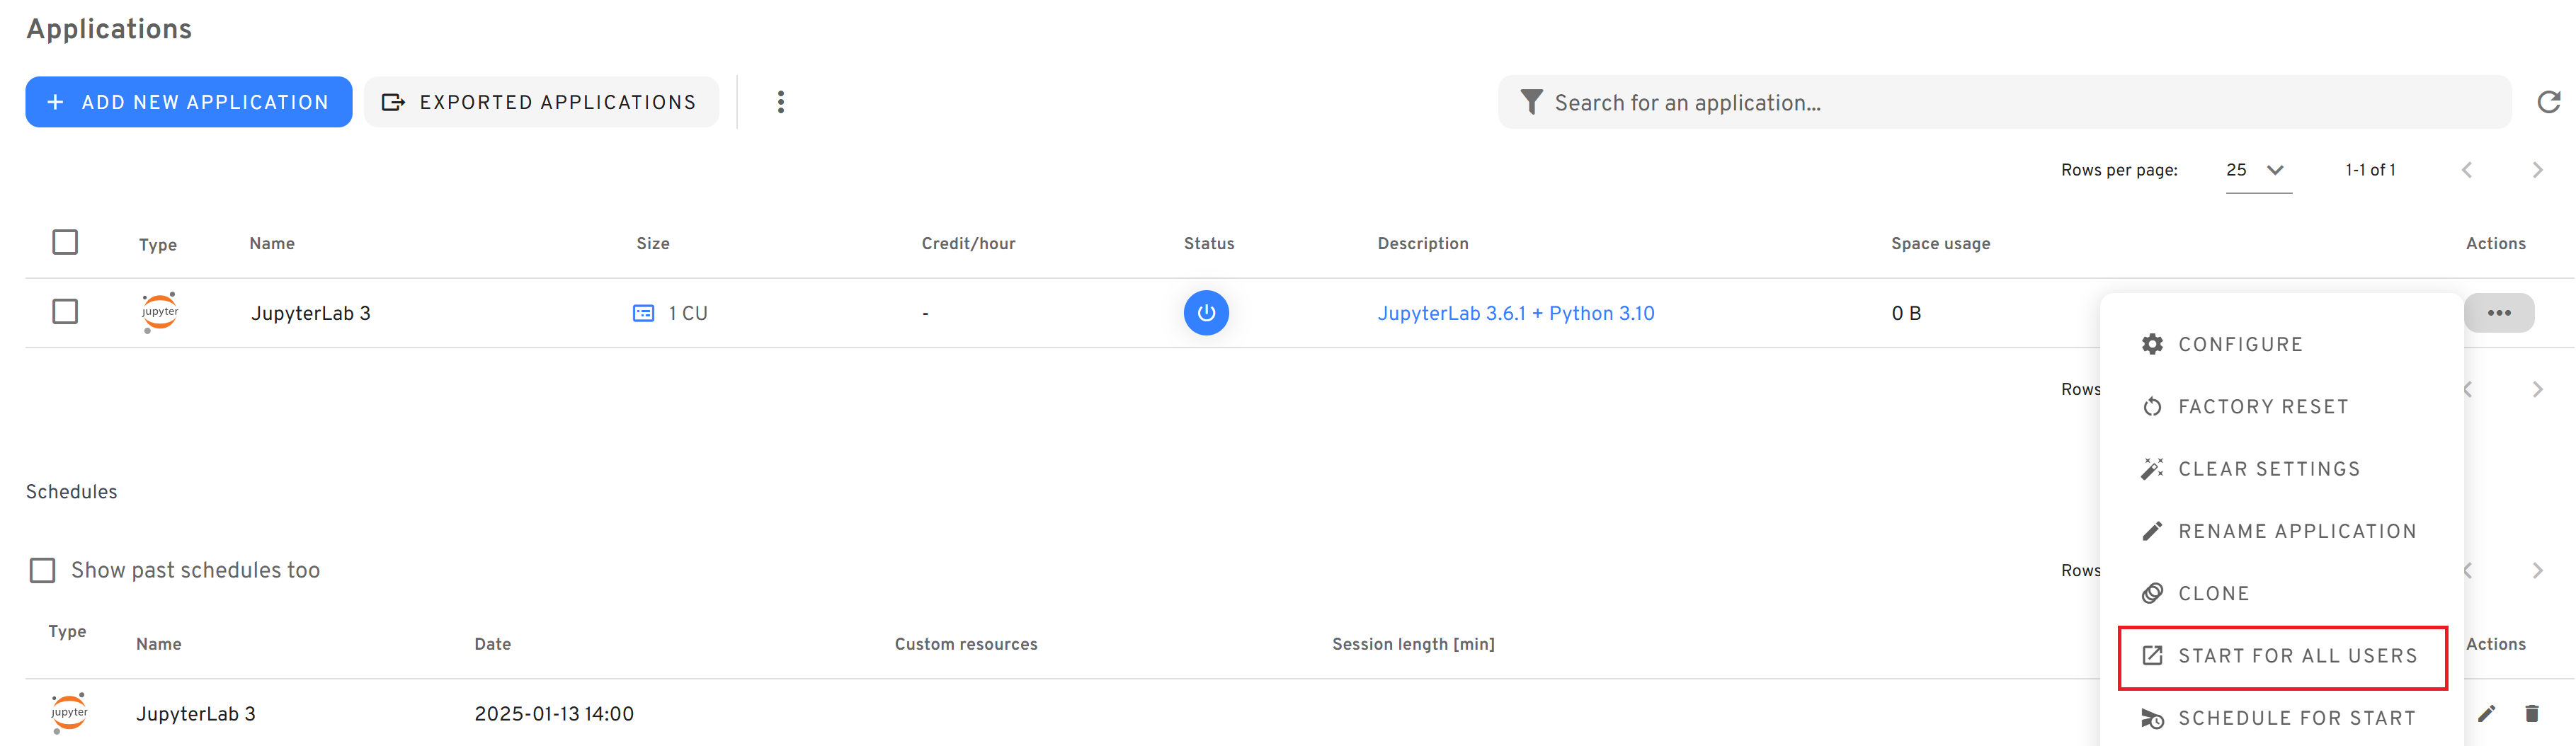 Applications
+ ADD NEW APPLICATION EXPORTED APPLICATIONS Search for an application...
Rows per page: 25 1-1 of 1
Type Name Size Credit/hour Status Description Space usage Actions
jupyter JupyterLab 3 1 CU - JupyterLab 3.6.1 + Python 3.10 0 B
CONFIGURE
Rows
FACTORY RESET
CLEAR SETTINGS
Schedules
RENAME APPLICATION
Show past schedules too Rows
CLONE
Type Name Date Custom resources Session length [min] Actions
START FOR ALL USERS
jupyter JupyterLab 3 2025-01-13 14:00
SCHEDULE FOR START